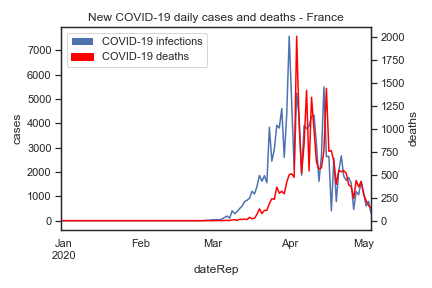 New COVID-19 daily cases and deaths - France
COVID-19 infections
COVID-19 deaths
7000
6000
5000
4000
3000
2000
1000
0
cases
2000
1750
1500
1250
1000
750
500
250
0
deaths
Jan Feb Mar Apr May
2020
dateRep